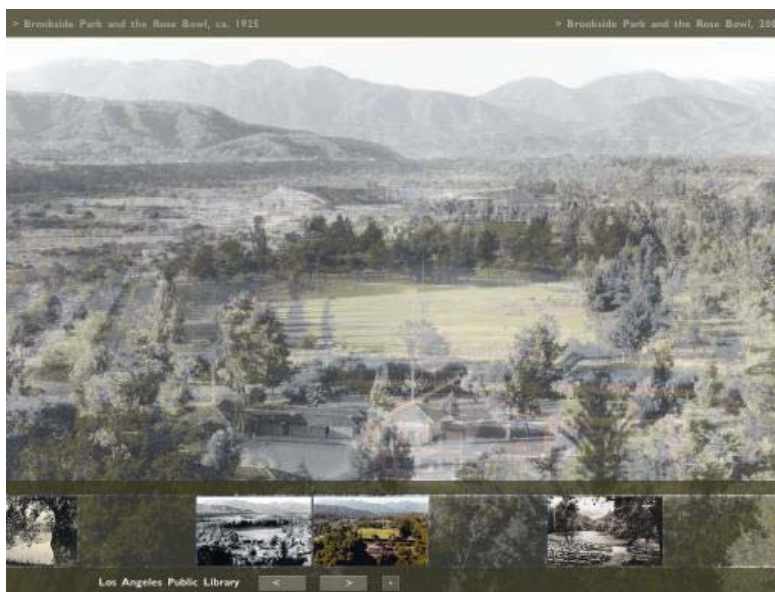 > Brookside Park and the Rose Bowl, ca. 1925
> Brookside Park and the Rose Bowl,
Los Angeles Public Library
<
>